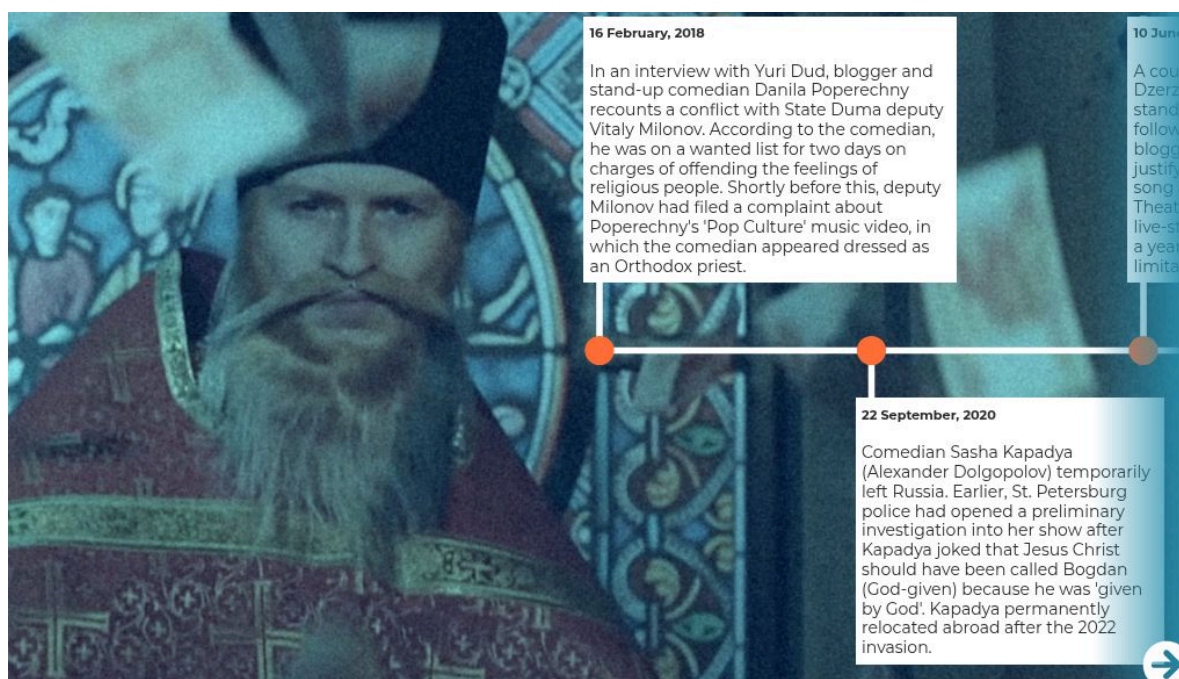 16 February, 2018
In an interview with Yuri Dud, blogger and
stand-up comedian Danila Poperechny
recounts a conflict with State Duma deputy
Vitaly Milonov. According to the comedian,
he was on a wanted list for two days on
charges of offending the feelings of
religious people. Shortly before this, deputy
Milonov had filed a complaint about
Poperechny's 'Pop Culture' music video, in
which the comedian appeared dressed as
an Orthodox priest.
22 September, 2020
Comedian Sasha Kapadya
(Alexander Dolgopolov) temporarily
left Russia. Earlier, St. Petersburg
police had opened a preliminary
investigation into her show after
Kapadya joked that Jesus Christ
should have been called Bogdan
(God-given) because he was 'given
by God'. Kapadya permanently
relocated abroad after the 2022
invasion.
10
A
stand
follow
song